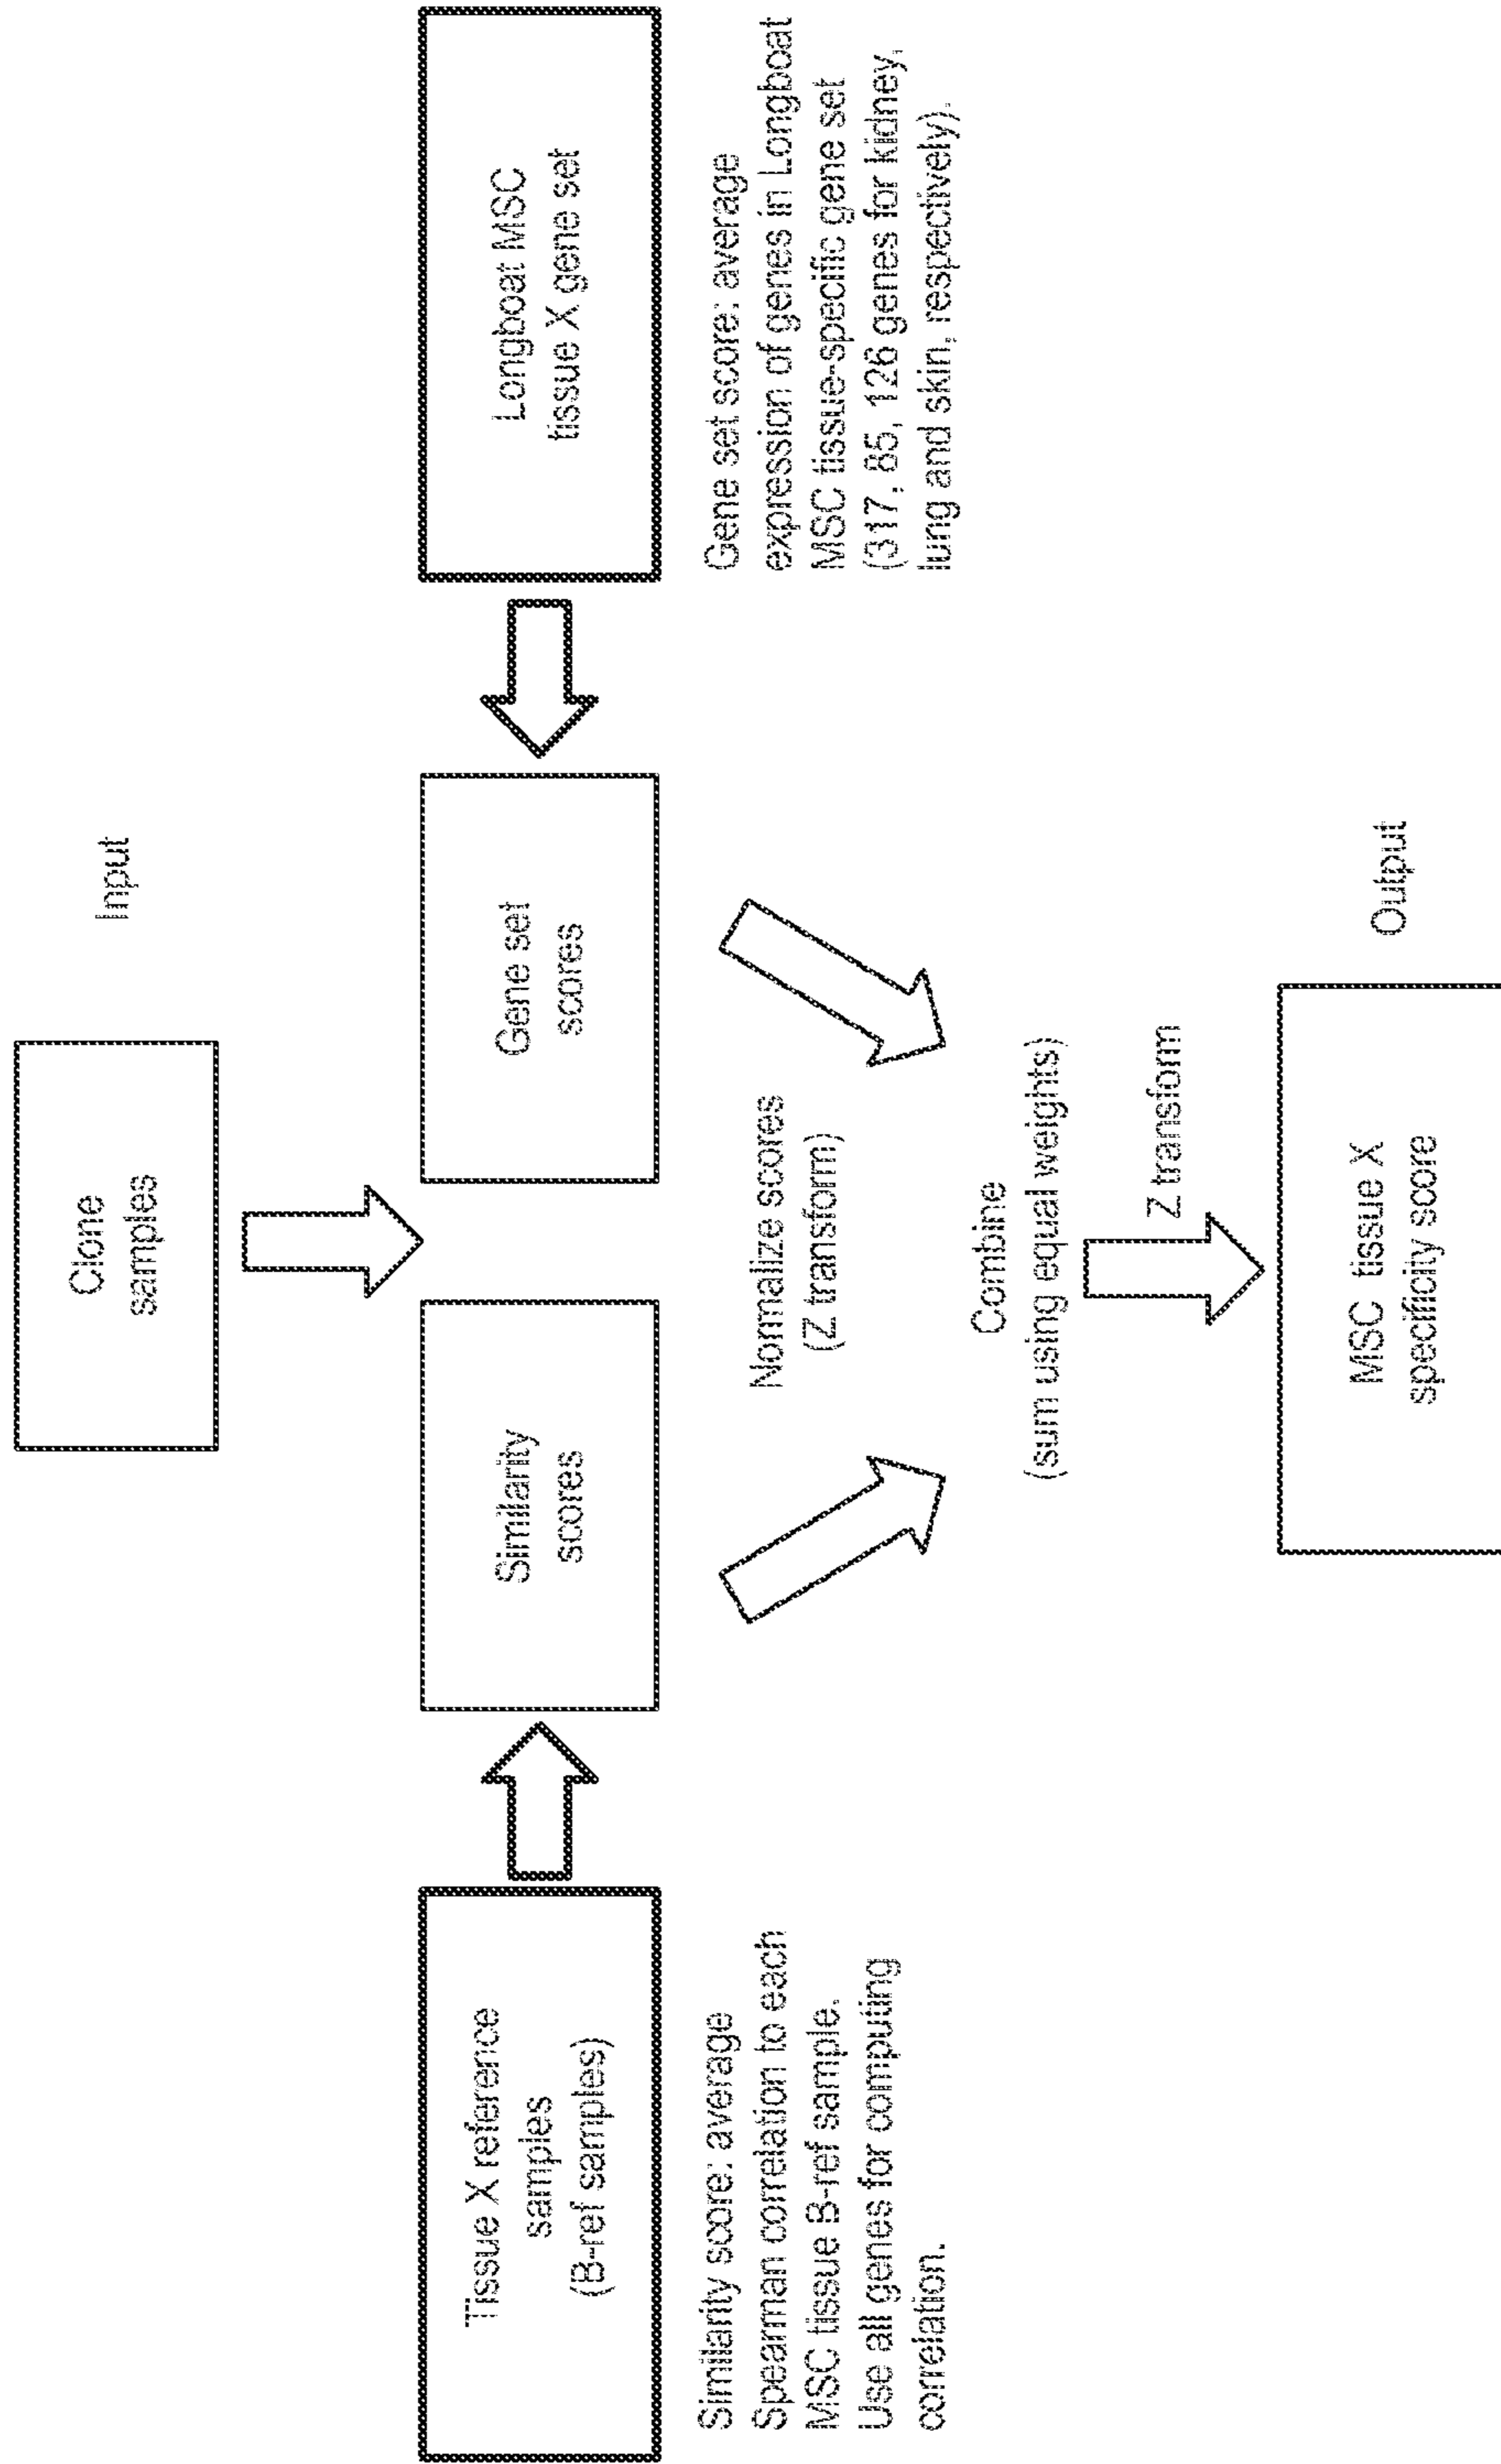 Input
Clone
samples
Tissue X reference
samples
(B-ref samples)
Similarity
scores
Gene set
scores
Longboat MSC
tissue X gene set
Similarity score: average
Spearman correlation to each
MSC tissue B-ref sample.
Use all genes for computing
correlation.
Normalize scores
(Z transform)
Gene set score: average
expression of genes in Longboat
MSC tissue-specific gene set
(317, 85, 126 genes for kidney,
lung and skin, respectively).
Combine
(sum using equal weights)
Z transform
MSC tissue X
specificity score
Output